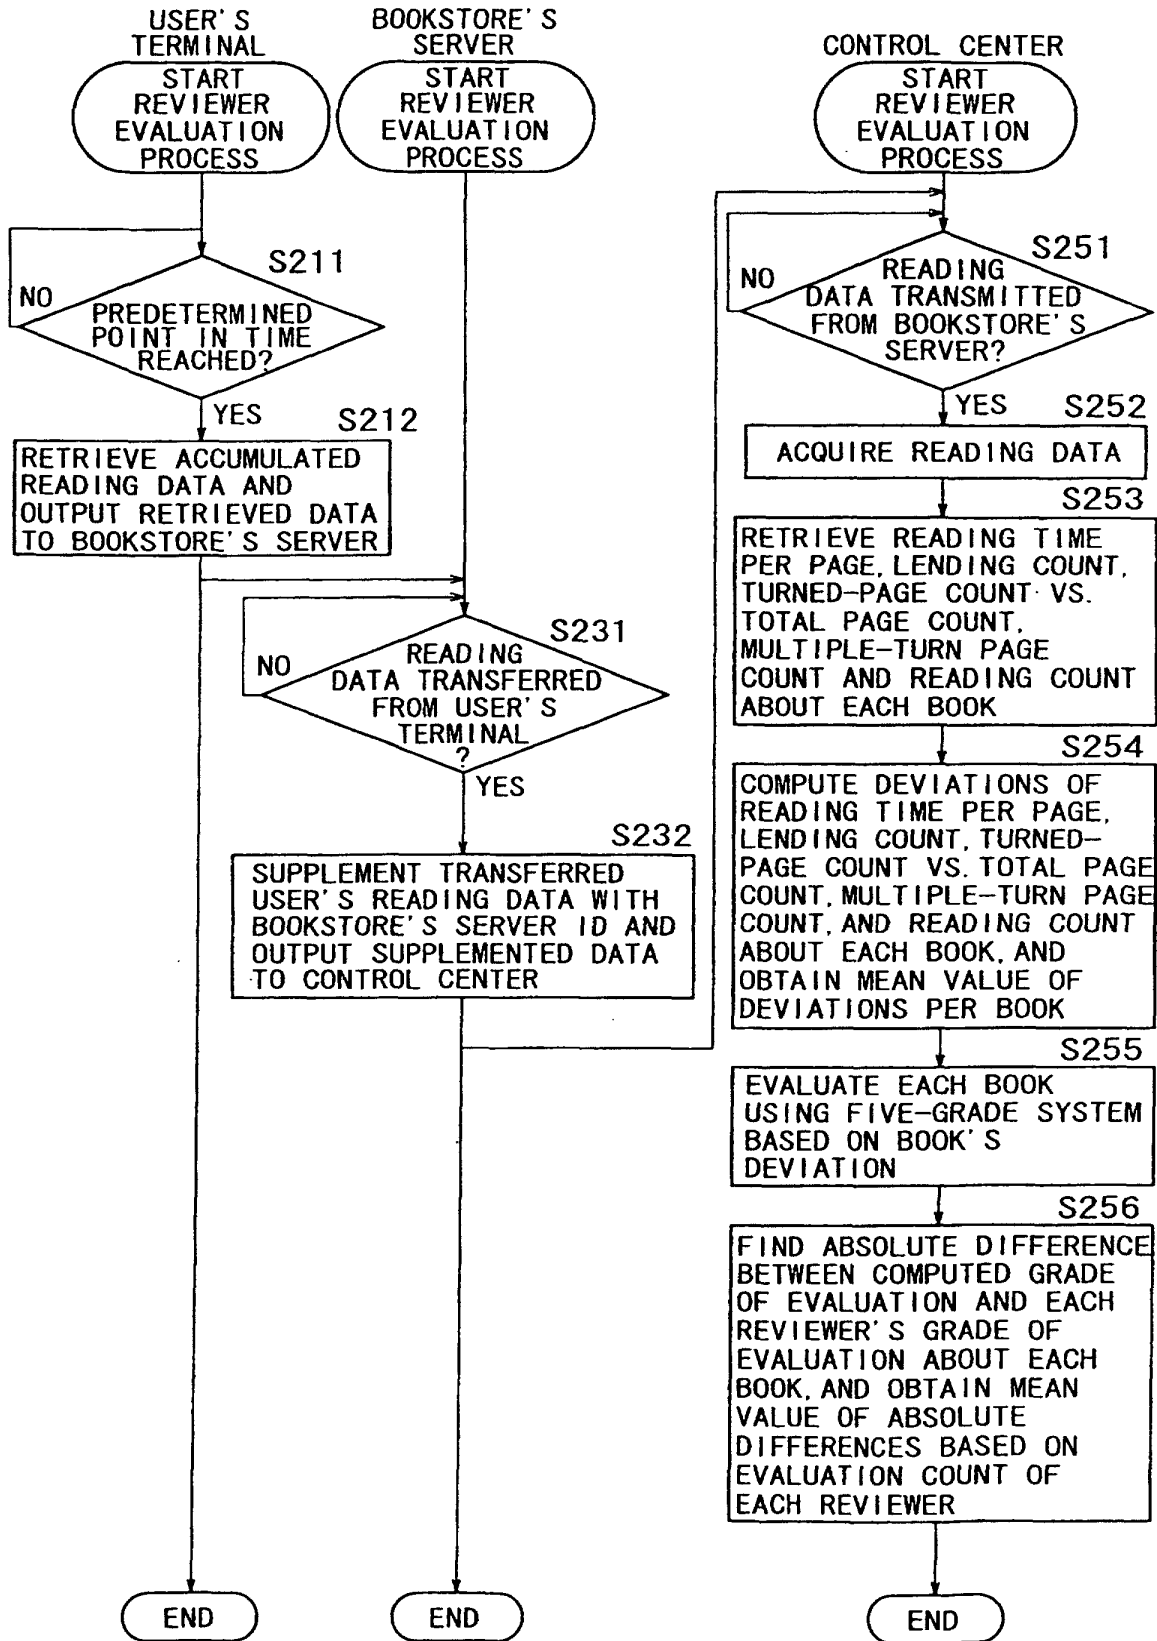 USER'S
TERMINAL
START
REVIEWER
EVALUATION
PROCESS
S211
NO
PREDETERMINED
POINT IN TIME
REACHED?
YES
S212
RETRIEVE ACCUMULATED
READING DATA AND
OUTPUT RETRIEVED DATA
TO BOOKSTORE'S SERVER
END
BOOKSTORE'S
SERVER
START
REVIEWER
EVALUATION
PROCESS
S231
NO
READING
DATA TRANSFERRED
FROM USER'S
TERMINAL
?
YES
S232
SUPPLEMENT TRANSFERRED
USER'S READING DATA WITH
BOOKSTORE'S SERVER ID AND
OUTPUT SUPPLEMENTED DATA
TO CONTROL CENTER
END
CONTROL CENTER
START
REVIEWER
EVALUATION
PROCESS
S251
NO
READING
DATA TRANSMITTED
FROM BOOKSTORE'S
SERVER?
YES
S252
ACQUIRE READING DATA
S253
RETRIEVE READING TIME
PER PAGE, LENDING COUNT,
TURNED-PAGE COUNT VS.
TOTAL PAGE COUNT,
MULTIPLE-TURN PAGE
COUNT AND READING COUNT
ABOUT EACH BOOK
S254
COMPUTE DEVIATIONS OF
READING TIME PER PAGE,
LENDING COUNT, TURNED-
PAGE COUNT VS. TOTAL PAGE
COUNT, MULTIPLE-TURN PAGE
COUNT, AND READING COUNT
ABOUT EACH BOOK, AND
OBTAIN MEAN VALUE OF
DEVIATIONS PER BOOK
S255
EVALUATE EACH BOOK
USING FIVE-GRADE SYSTEM
BASED ON BOOK'S
DEVIATION
S256
FIND ABSOLUTE DIFFERENCE
BETWEEN COMPUTED GRADE
OF EVALUATION AND EACH
REVIEWER'S GRADE OF
EVALUATION ABOUT EACH
BOOK, AND OBTAIN MEAN
VALUE OF ABSOLUTE
DIFFERENCES BASED ON
EVALUATION COUNT OF
EACH REVIEWER
END